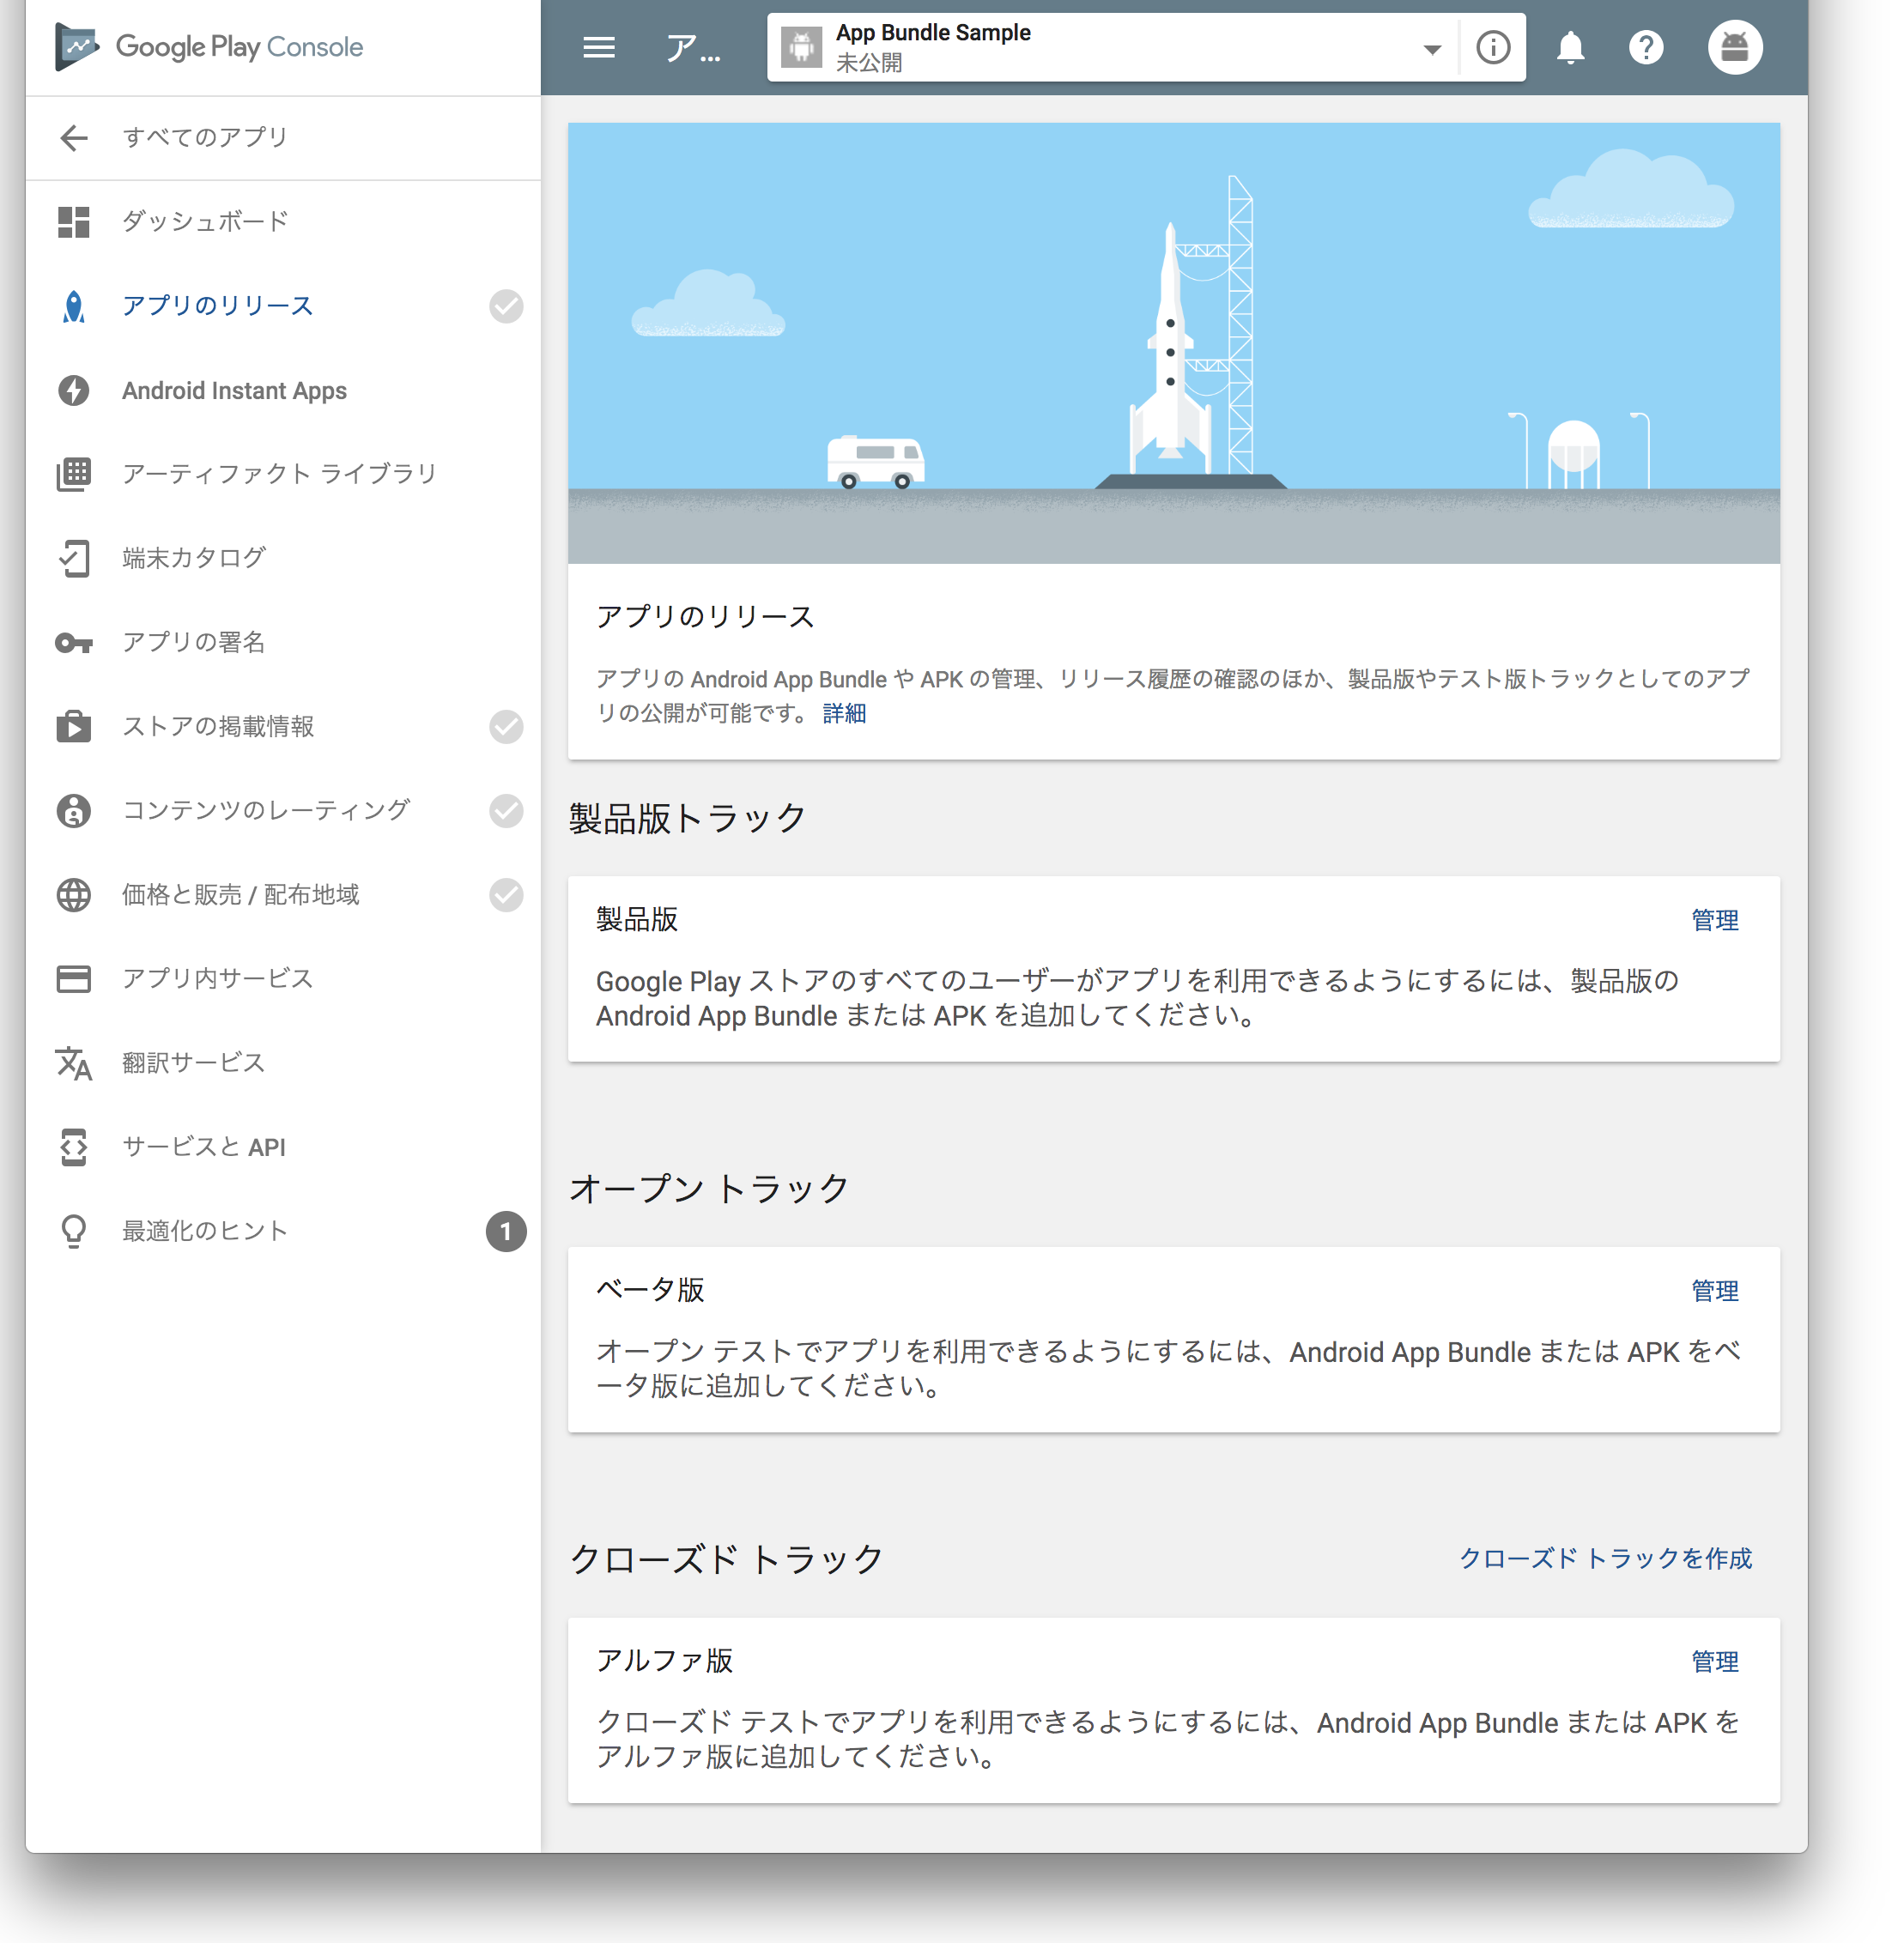 Google Play Console
すべてのアプリ
ダッシュボード
アプリのリリース
Android Instant Apps
アーティファクト ライブラリ
端末カタログ
アプリの署名
ストアの掲載情報
コンテンツのレーティング
価格と販売 / 配布地域
アプリ内サービス
翻訳サービス
サービスと API
最適化のヒント 1
ア...
App Bundle Sample
未公開
アプリのリリース
アプリの Android App Bundle や APK の管理、リリース履歴の確認のほか、製品版やテスト版トラックとしてのアプ
リの公開が可能です。 詳細
製品版トラック
製品版 管理
Google Play ストアのすべてのユーザーがアプリを利用できるようにするには、製品版の
Android App Bundle または APK を追加してください。
オープン トラック
ベータ版 管理
オープン テストでアプリを利用できるようにするには、Android App Bundle または APK をベ
ータ版に追加してください。
クローズド トラック クローズド トラックを作成
アルファ版 管理
クローズド テストでアプリを利用できるようにするには、Android App Bundle または APK を
アルファ版に追加してください。